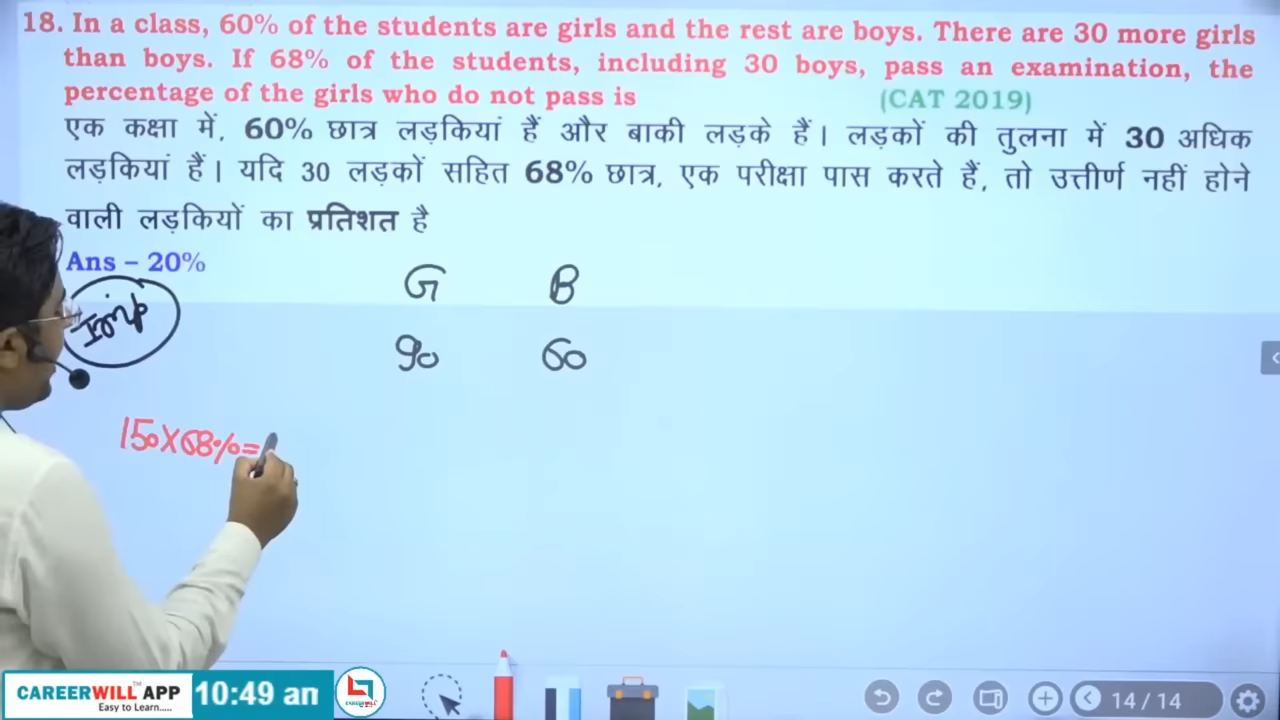 18. In a class, 60% of the students are girls and the rest are boys. There are 30 more girls
than boys. If 68% of the students, including 30 boys, pass an examination, the
percentage of the girls who do not pass is (CAT 2019)
एक कक्षा में, 60% छात्र लड़कियां हैं और बाकी लड़के हैं। लड़कों की तुलना में 30 अधिक
लड़कियां हैं। यदि 30 लड़कों सहित 68% छात्र, एक परीक्षा पास करते हैं, तो उत्तीर्ण नहीं होने
वाली लड़कियों का प्रतिशत है
Ans – 20%
Imp
G B
90 60
150×68%=
CAREERWILL APP
Easy to Learn.....
10:49 am
CAREERWILL
14 / 14